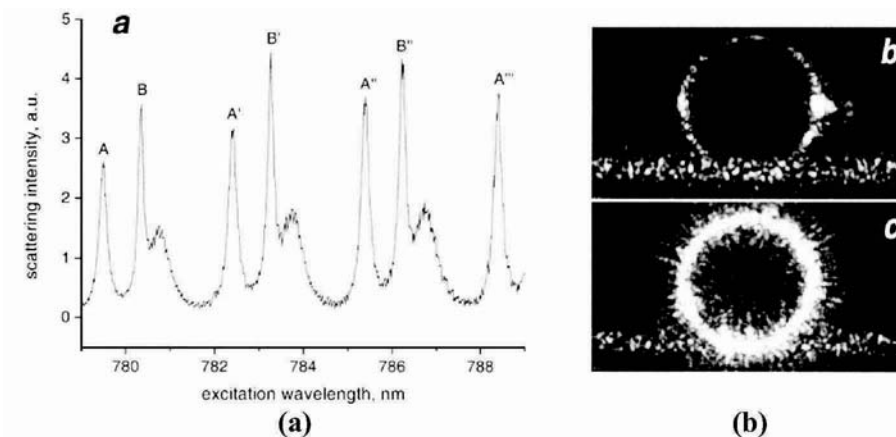 a
5
4
3
2
1
0
scattering intensity, a.u.
A
B
A'
B'
A"
B"
A'''
780
782
784
786
788
excitation wavelength, nm
(a)
b
c
(b)